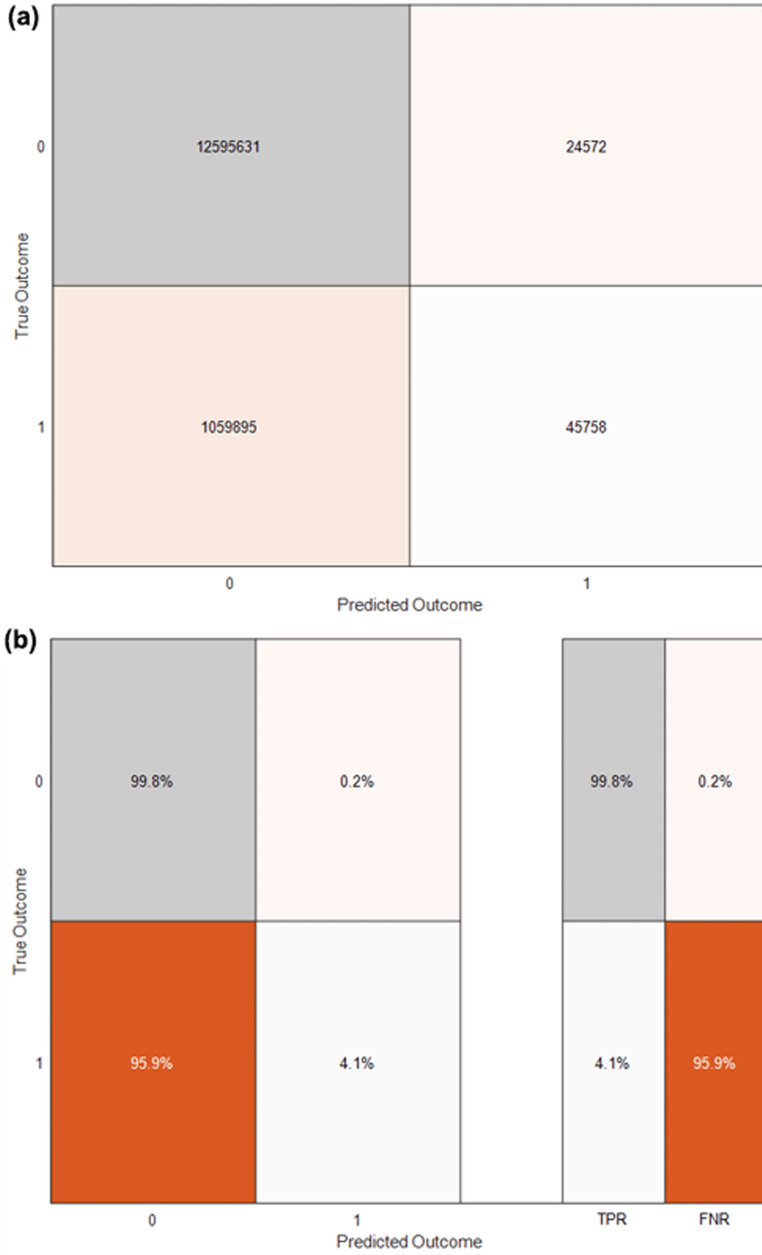 (a)
0
12595631
24572
True Outcome
1
1059895
45758
0
1
Predicted Outcome
(b)
0
99.8%
0.2%
99.8%
0.2%
True Outcome
1
95.9%
4.1%
4.1%
95.9%
0
1
TPR
FNR
Predicted Outcome